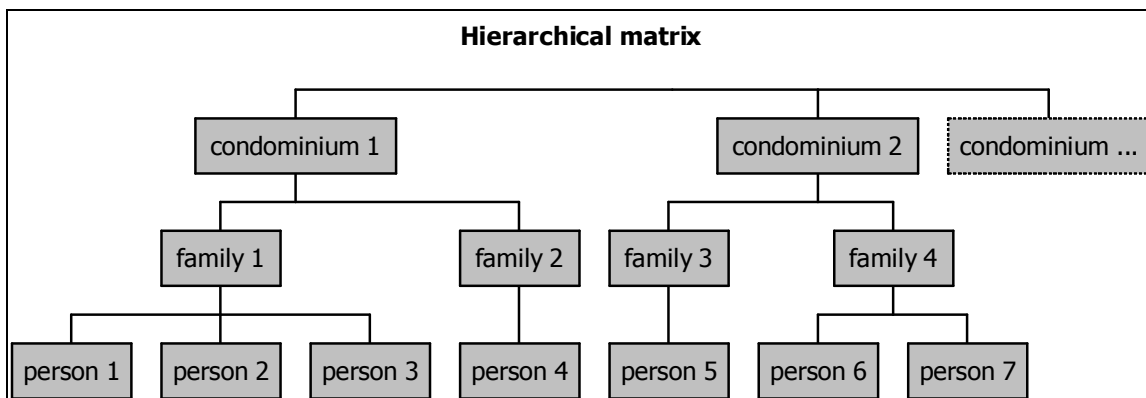 Hierarchical matrix
condominium 1 condominium 2 condominium ...
family 1 family 2 family 3 family 4
person 1 person 2 person 3 person 4 person 5 person 6 person 7